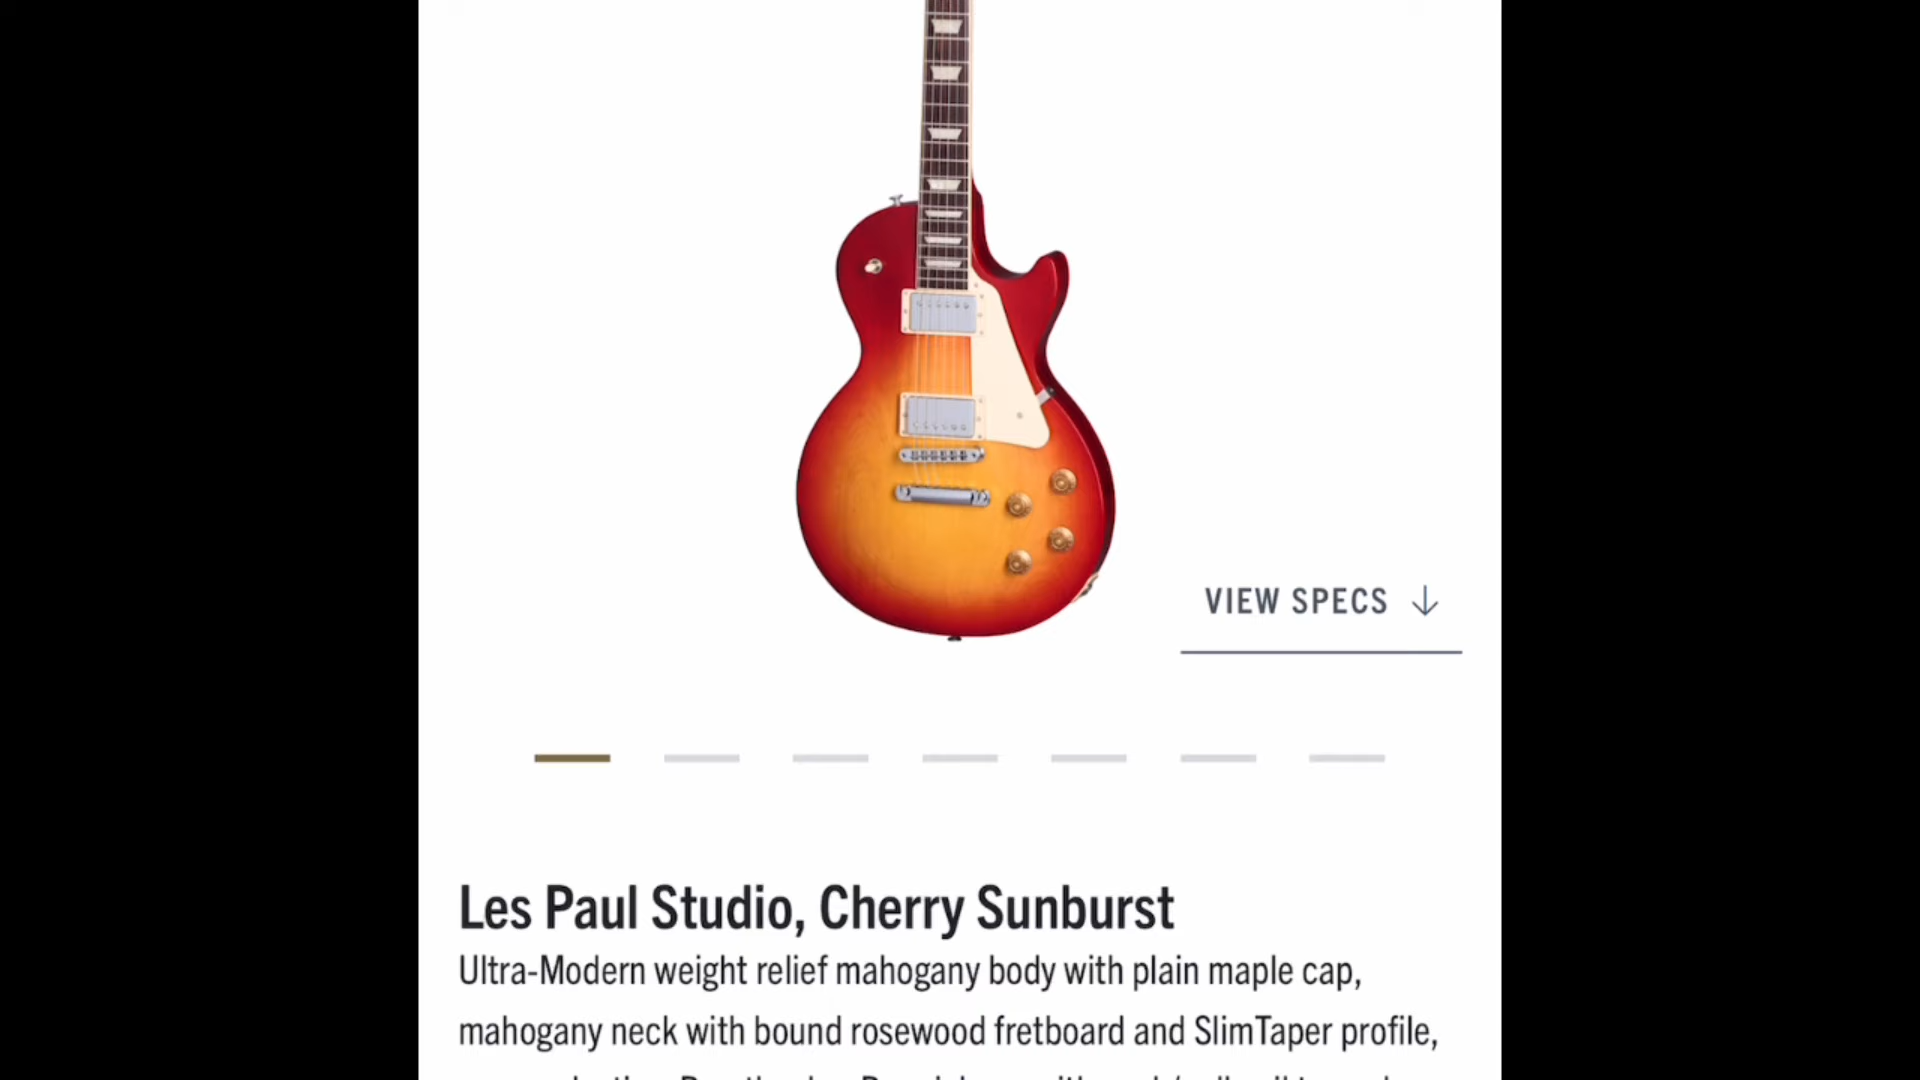 VIEW SPECS
Les Paul Studio, Cherry Sunburst
Ultra-Modern weight relief mahogany body with plain maple cap,
mahogany neck with bound rosewood fretboard and SlimTaper profile,